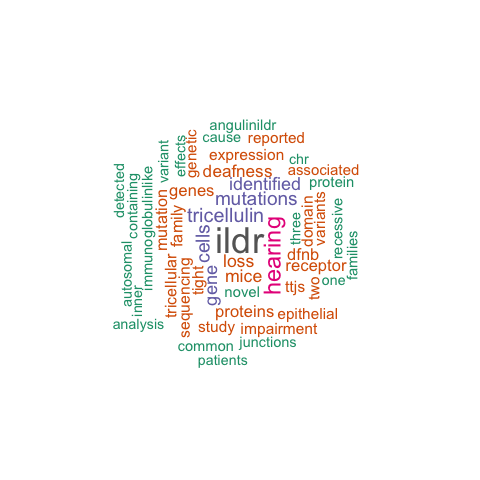 angulinildr
cause
reported
genetic
effects
variant
expression
chr
deafness
associated
genes
identified
protein
mutations
detected
containing
immunoglobulinlike
mutation
family
tricellulin
cells
ildr
hearing
three
domain
variants
recessive
families
autosomal
inner
tricellular
sequencing
tight
gene
loss
mice
novel
dfnb
receptor
ttjs
two
one
proteins
epithelial
analysis
study
impairment
common
junctions
patients